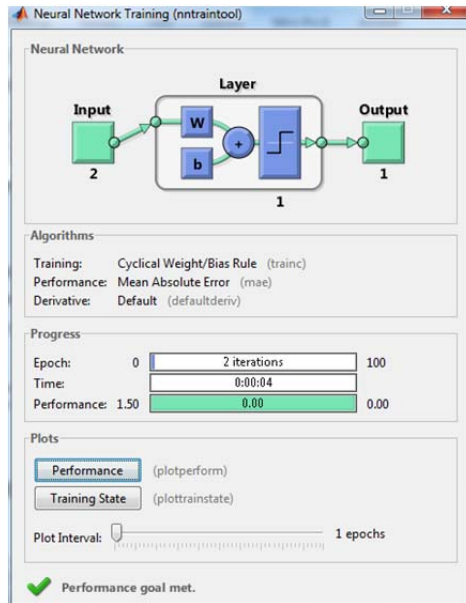 Neural Network Training (nntraintool)
Neural Network
Layer
Input
Output
W
b
+
2
1
1
Algorithms
Training: Cyclical Weight/Bias Rule (trainc)
Performance: Mean Absolute Error (mae)
Derivative: Default (defaultderiv)
Progress
Epoch: 0 2 iterations 100
Time: 0:00:04
Performance: 1.50 0.00 0.00
Plots
Performance (plotperform)
Training State (plottrainstate)
Plot Interval: 1 epochs
Performance goal met.